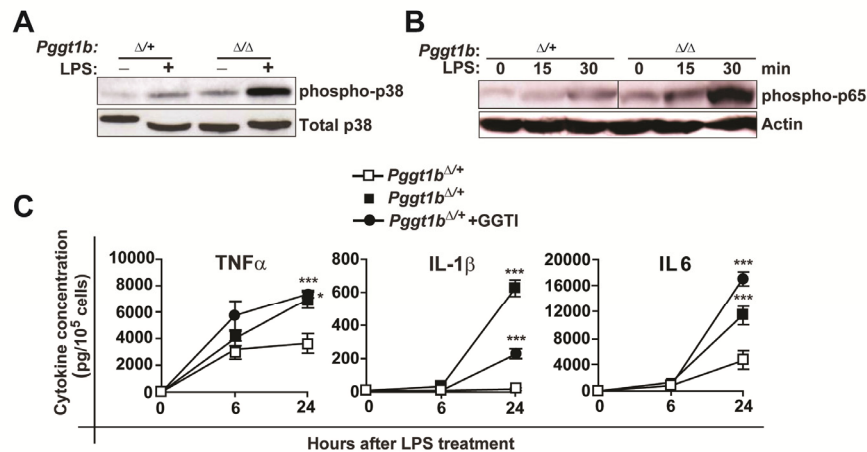 A
Pggt1b: Δ/+ Δ/Δ
LPS: – + – +
phospho-p38
Total p38
B
Pggt1b: Δ/+ Δ/Δ
LPS: 0 15 30 0 15 30 min
phospho-p65
Actin
Pggt1bΔ/+
Pggt1bΔ/+
Pggt1bΔ/+ +GGTI
C
Cytokine concentration
(pg/10⁵ cells)
TNFα
10000
8000
6000
4000
2000
0
***
*
0 6 24
IL-1β
800
600
400
200
0
***
***
0 6 24
IL 6
20000
16000
12000
8000
4000
0
***
***
0 6 24
Hours after LPS treatment